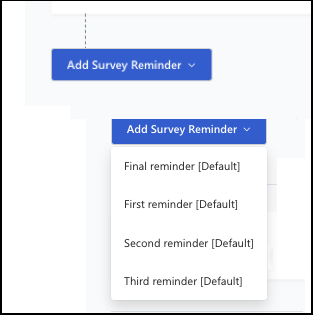 Add Survey Reminder
Add Survey Reminder
Final reminder [Default]
First reminder [Default]
Second reminder [Default]
Third reminder [Default]